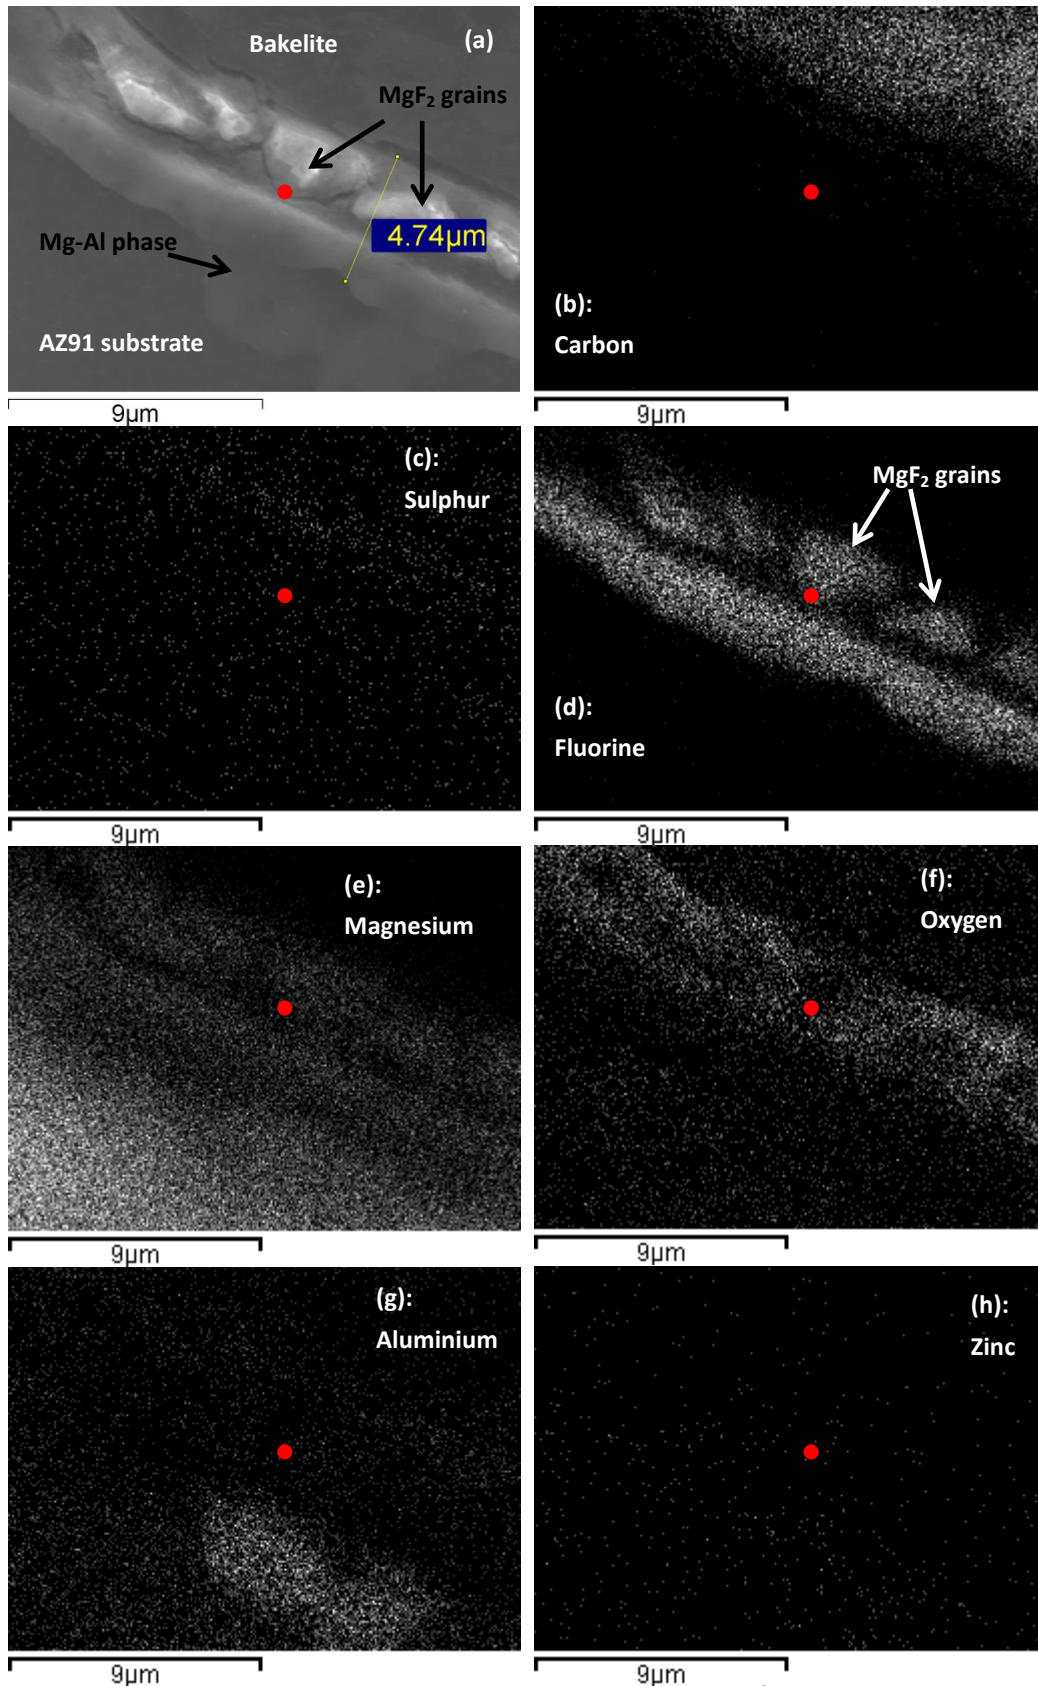 Bakelite
(a)
MgF₂ grains
4.74µm
Mg-Al phase
AZ91 substrate
9µm
(b):
Carbon
9µm
(c):
Sulphur
9µm
MgF₂ grains
(d):
Fluorine
9µm
(e):
Magnesium
9µm
(f):
Oxygen
9µm
(g):
Aluminium
9µm
(h):
Zinc
9µm